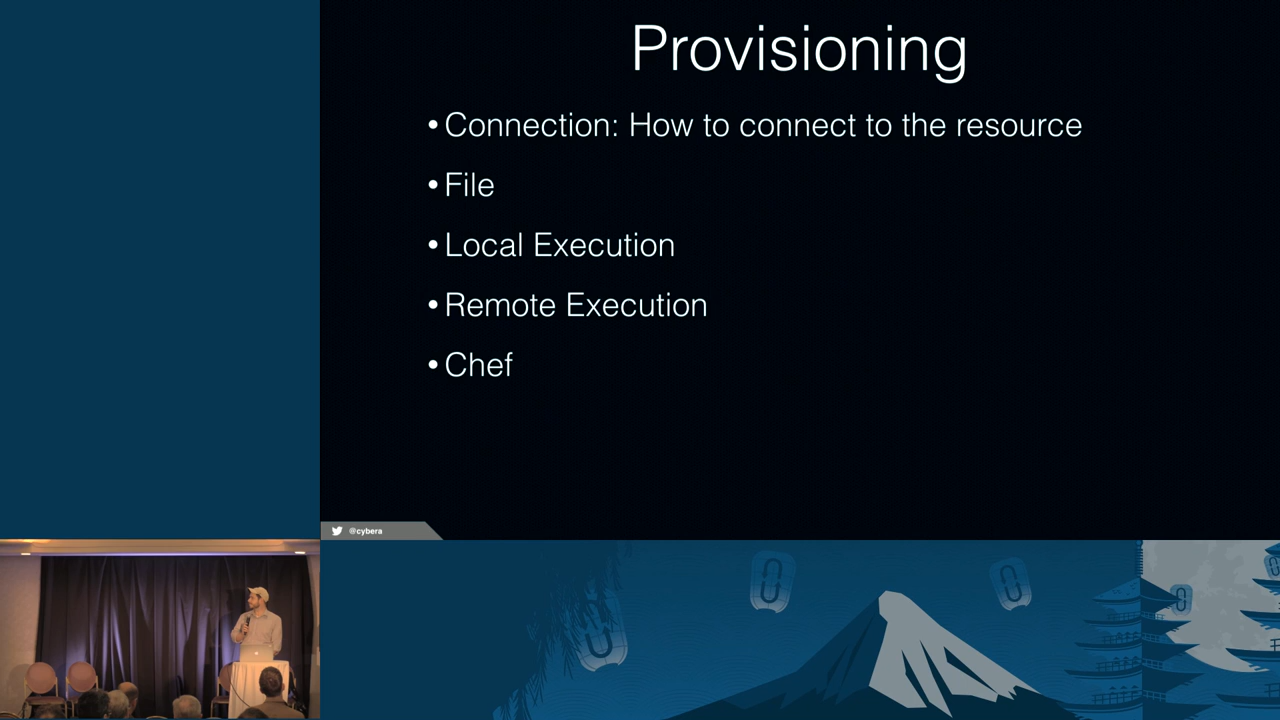 Provisioning
• Connection: How to connect to the resource
• File
• Local Execution
• Remote Execution
• Chef
@cybera